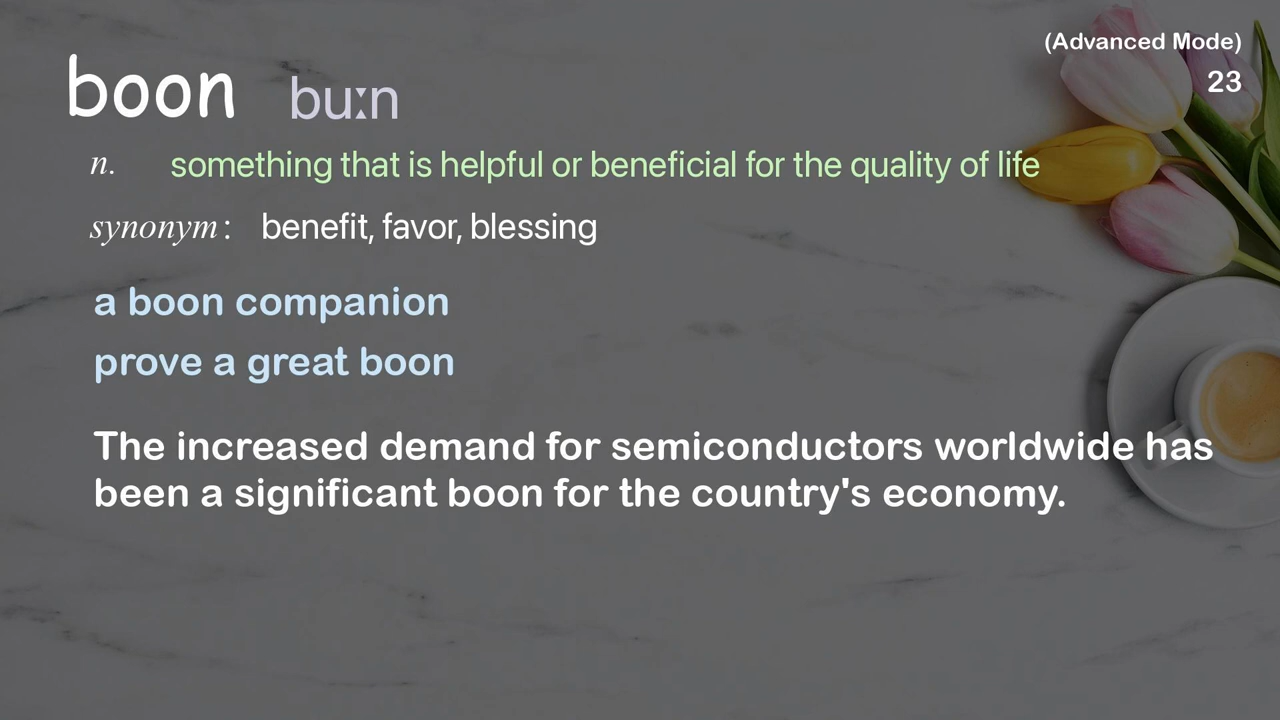 (Advanced Mode)
23
boon buːn
n. something that is helpful or beneficial for the quality of life
synonym: benefit, favor, blessing
a boon companion
prove a great boon
The increased demand for semiconductors worldwide has
been a significant boon for the country's economy.